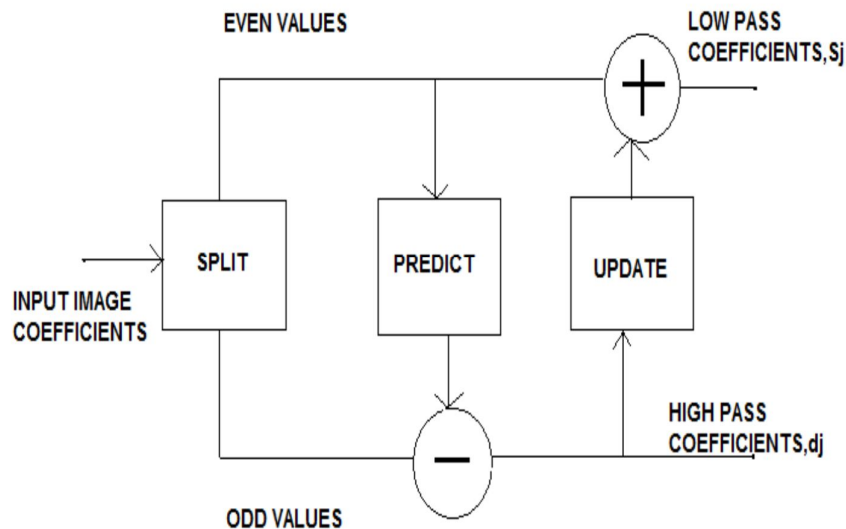 EVEN VALUES
LOW PASS
COEFFICIENTS,Sj
+
SPLIT
PREDICT
UPDATE
INPUT IMAGE
COEFFICIENTS
HIGH PASS
COEFFICIENTS,dj
−
ODD VALUES